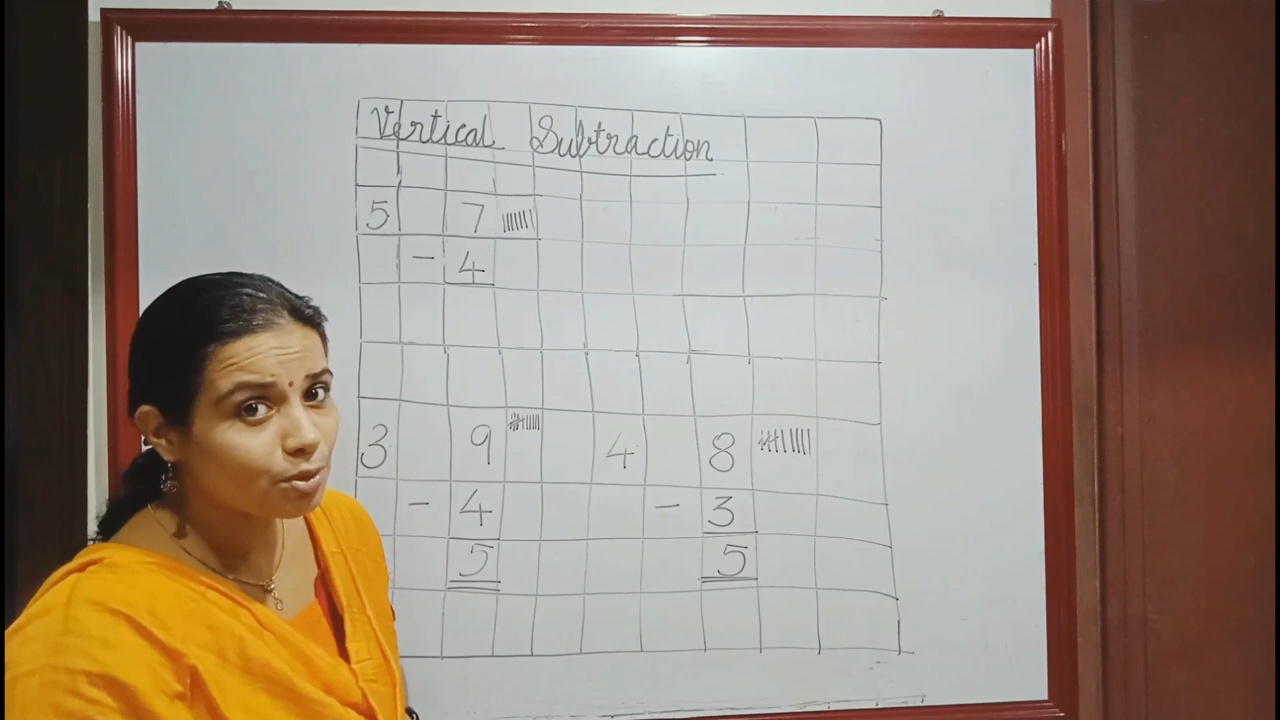 Vertical Subtraction
5 7
- 4
3 9 4 8
- 4 - 3
5 5